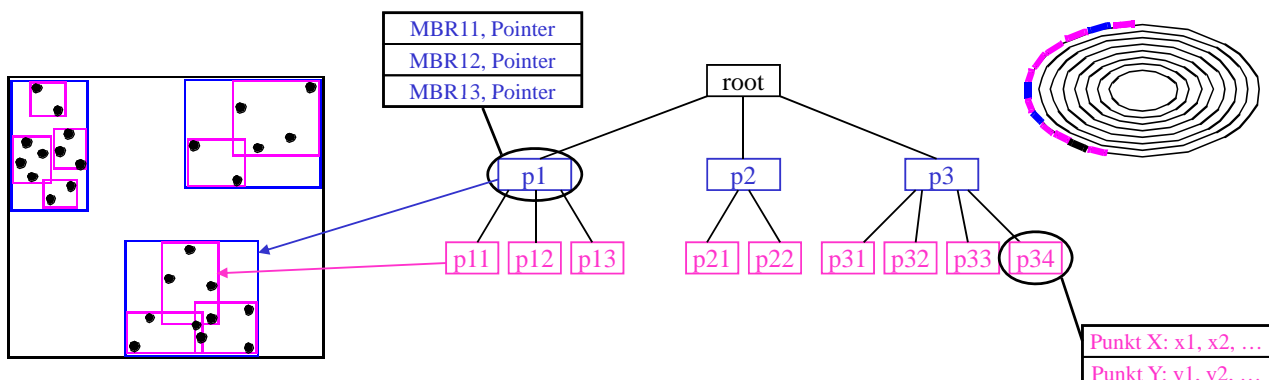 MBR11, Pointer
MBR12, Pointer
MBR13, Pointer
root
p1
p2
p3
p11
p12
p13
p21
p22
p31
p32
p33
p34
Punkt X: x1, x2, …
Punkt Y: y1, y2, …